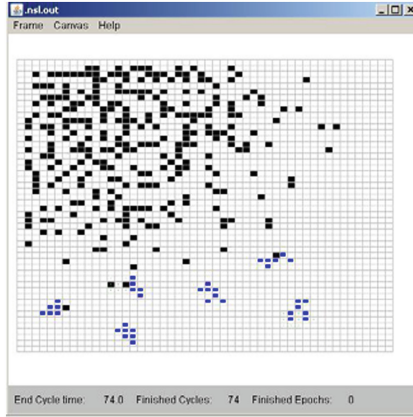 .nsl.out
Frame Canvas Help
End Cycle time: 74.0 Finished Cycles: 74 Finished Epochs: 0